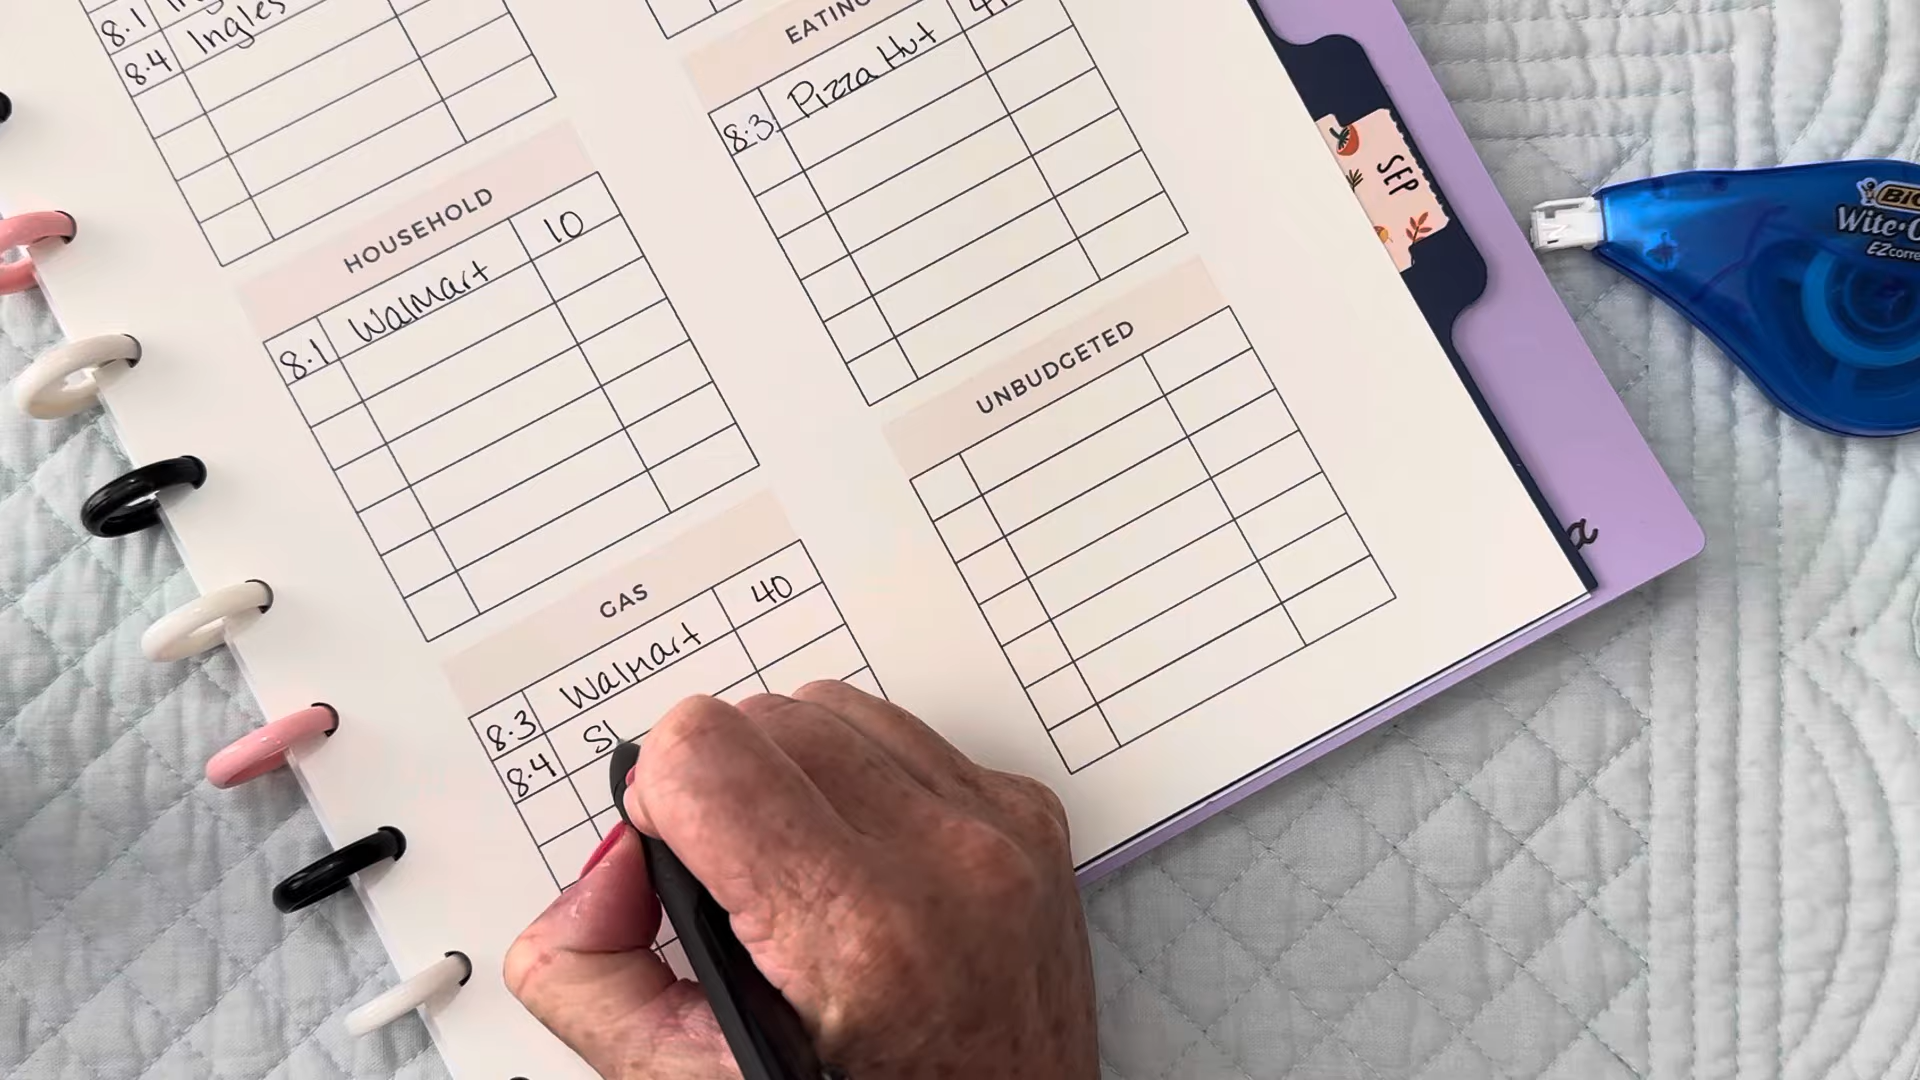 8.1
8.4 Ingles
HOUSEHOLD
8.1 Walmart 10
GAS
8.3 Walmart 40
8.4
EATING
8.3 Pizza Hut
UNBUDGETED
SEP
BIC
Wite-O
EZ corre
a